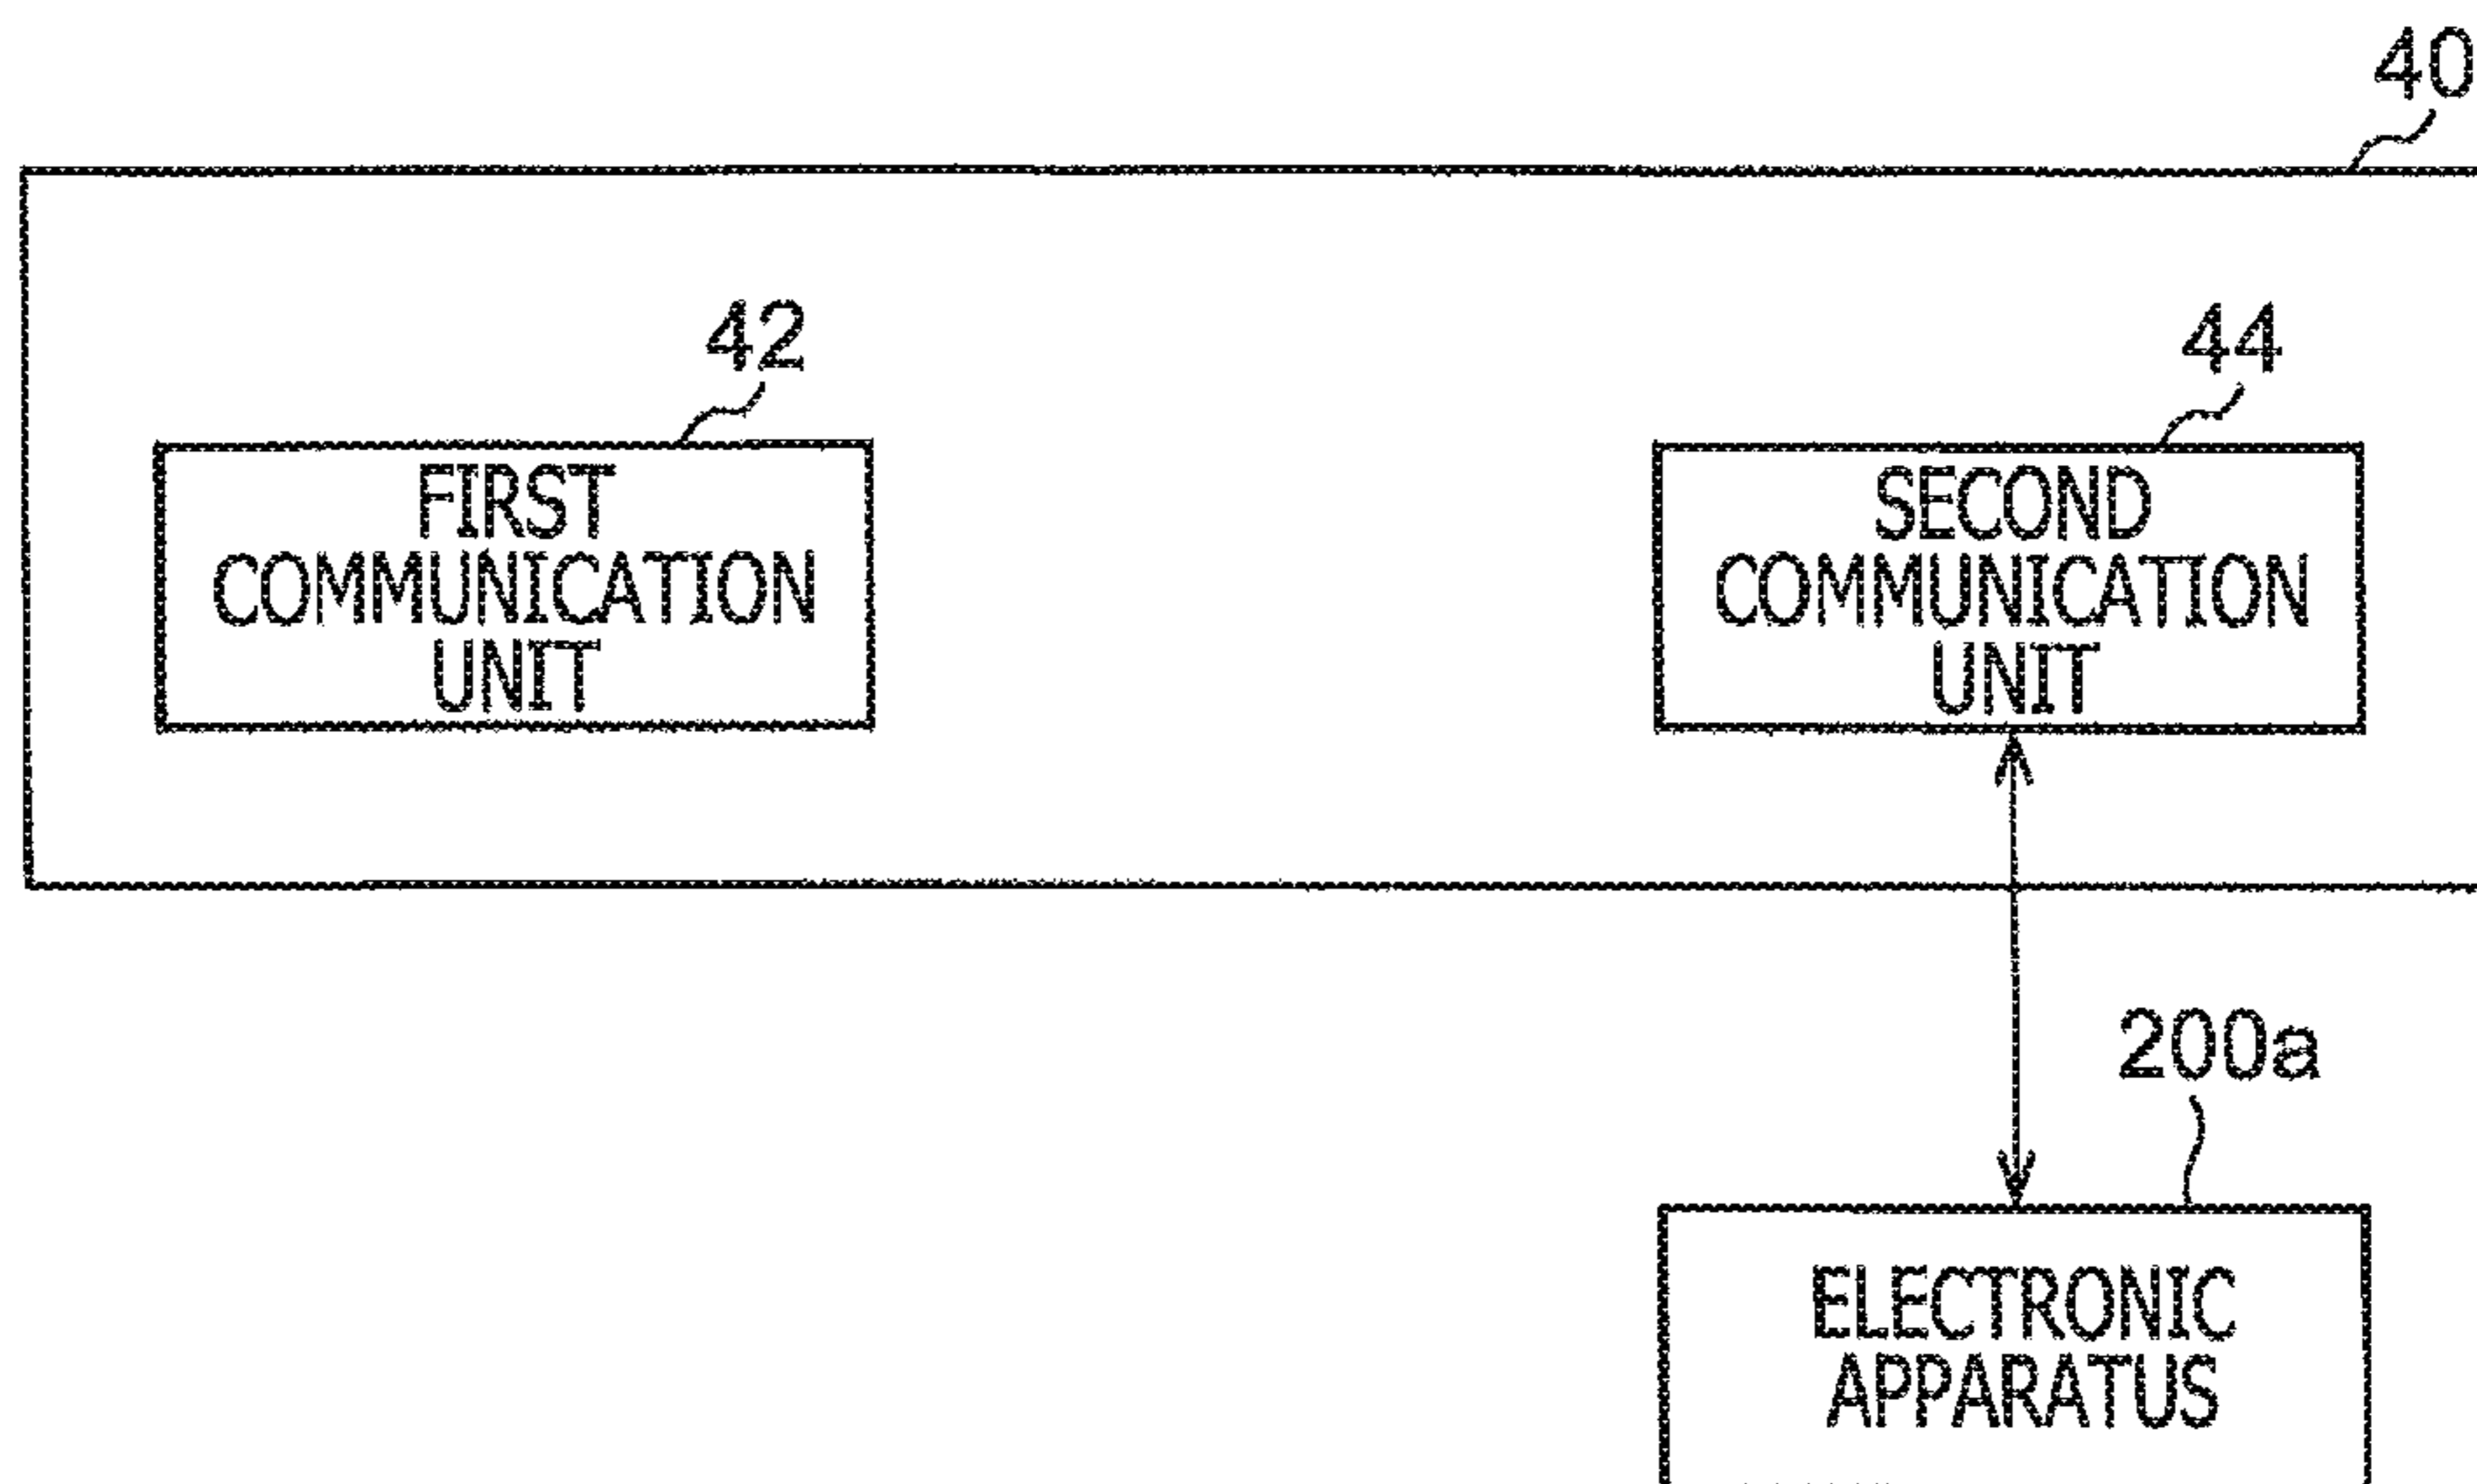 40
42
44
FIRST
COMMUNICATION
UNIT
SECOND
COMMUNICATION
UNIT
200a
ELECTRONIC
APPARATUS